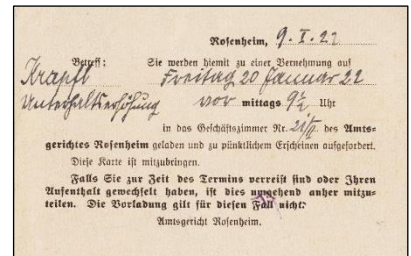 Rosenheim, 9. I. 22
Betreff: Sie werden hiemit zu einer Vernehmung auf
Krapfl Freitag 20 Januar 22
Unterhaltserhöhung vor mittags 9½ Uhr
in das Geschäftszimmer Nr. 21/II. des Amts-
gerichtes Rosenheim geladen und zu pünktlichem Erscheinen aufgefordert.
Diese Karte ist mitzubringen.
Falls Sie zur Zeit des Termins verreist sind oder Ihren
Aufenthalt gewechselt haben, ist dies umgehend anher mitzu-
teilen. Die Vorladung gilt für diesen Fall nicht.
Amtsgericht Rosenheim.